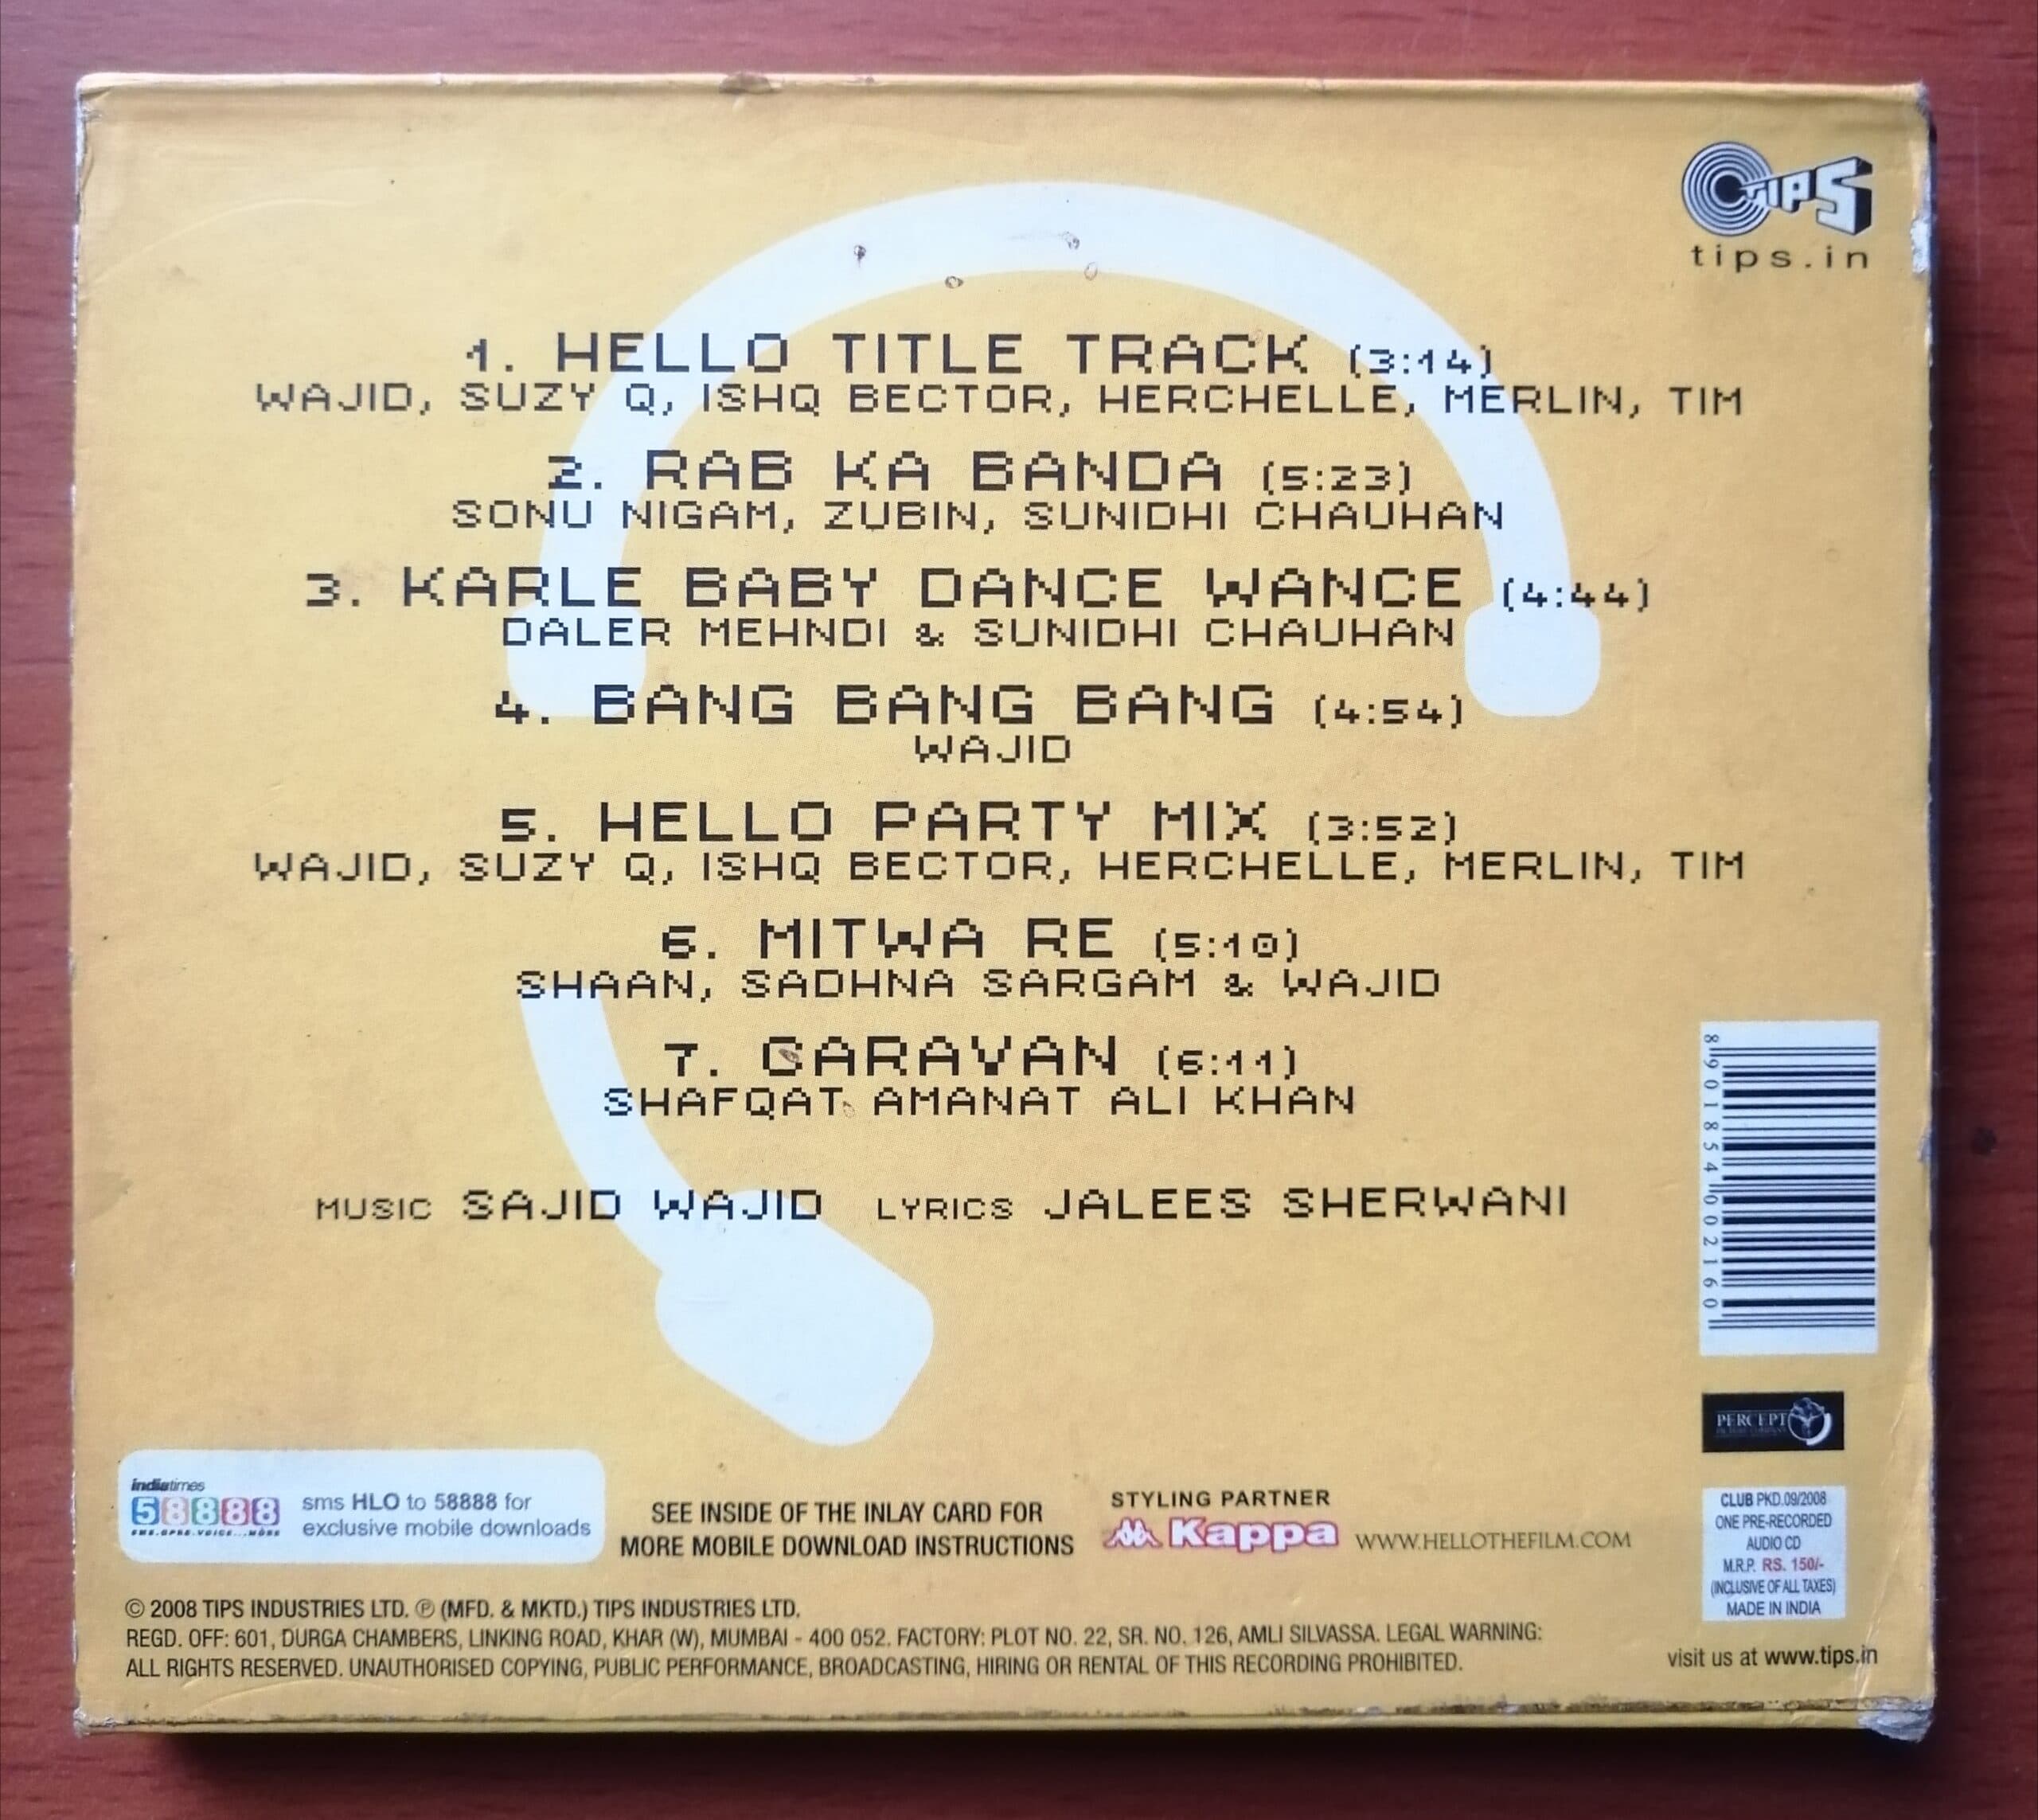 TIPS
tips.in
1. HELLO TITLE TRACK (3:14)
WAJID, SUZY Q, ISHQ BECTOR, HERCHELLE, MERLIN, TIM
2. RAB KA BANDA (5:23)
SONU NIGAM, ZUBIN, SUNIDHI CHAUHAN
3. KARLE BABY DANCE WANCE (4:44)
DALER MEHNDI & SUNIDHI CHAUHAN
4. BANG BANG BANG (4:54)
WAJID
5. HELLO PARTY MIX (3:52)
WAJID, SUZY Q, ISHQ BECTOR, HERCHELLE, MERLIN, TIM
6. MITWA RE (5:10)
SHAAN, SADHNA SARGAM & WAJID
7. CARAVAN (6:11)
SHAFQAT AMANAT ALI KHAN
MUSIC SAJID WAJID LYRICS JALEES SHERWANI
8 901854 002160
PERCEPT
indiatimes
58888
SMS.GPRS.VOICE...MORE
sms HLO to 58888 for
exclusive mobile downloads
SEE INSIDE OF THE INLAY CARD FOR
MORE MOBILE DOWNLOAD INSTRUCTIONS
STYLING PARTNER
Kappa
WWW.HELLOTHEFILM.COM
CLUB PKD.09/2008
ONE PRE-RECORDED
AUDIO CD
M.R.P. RS. 150/-
(INCLUSIVE OF ALL TAXES)
MADE IN INDIA
© 2008 TIPS INDUSTRIES LTD. ℗ (MFD. & MKTD.) TIPS INDUSTRIES LTD.
REGD. OFF: 601, DURGA CHAMBERS, LINKING ROAD, KHAR (W), MUMBAI - 400 052. FACTORY: PLOT NO. 22, SR. NO. 126, AMLI SILVASSA. LEGAL WARNING:
ALL RIGHTS RESERVED. UNAUTHORISED COPYING, PUBLIC PERFORMANCE, BROADCASTING, HIRING OR RENTAL OF THIS RECORDING PROHIBITED.
visit us at www.tips.in